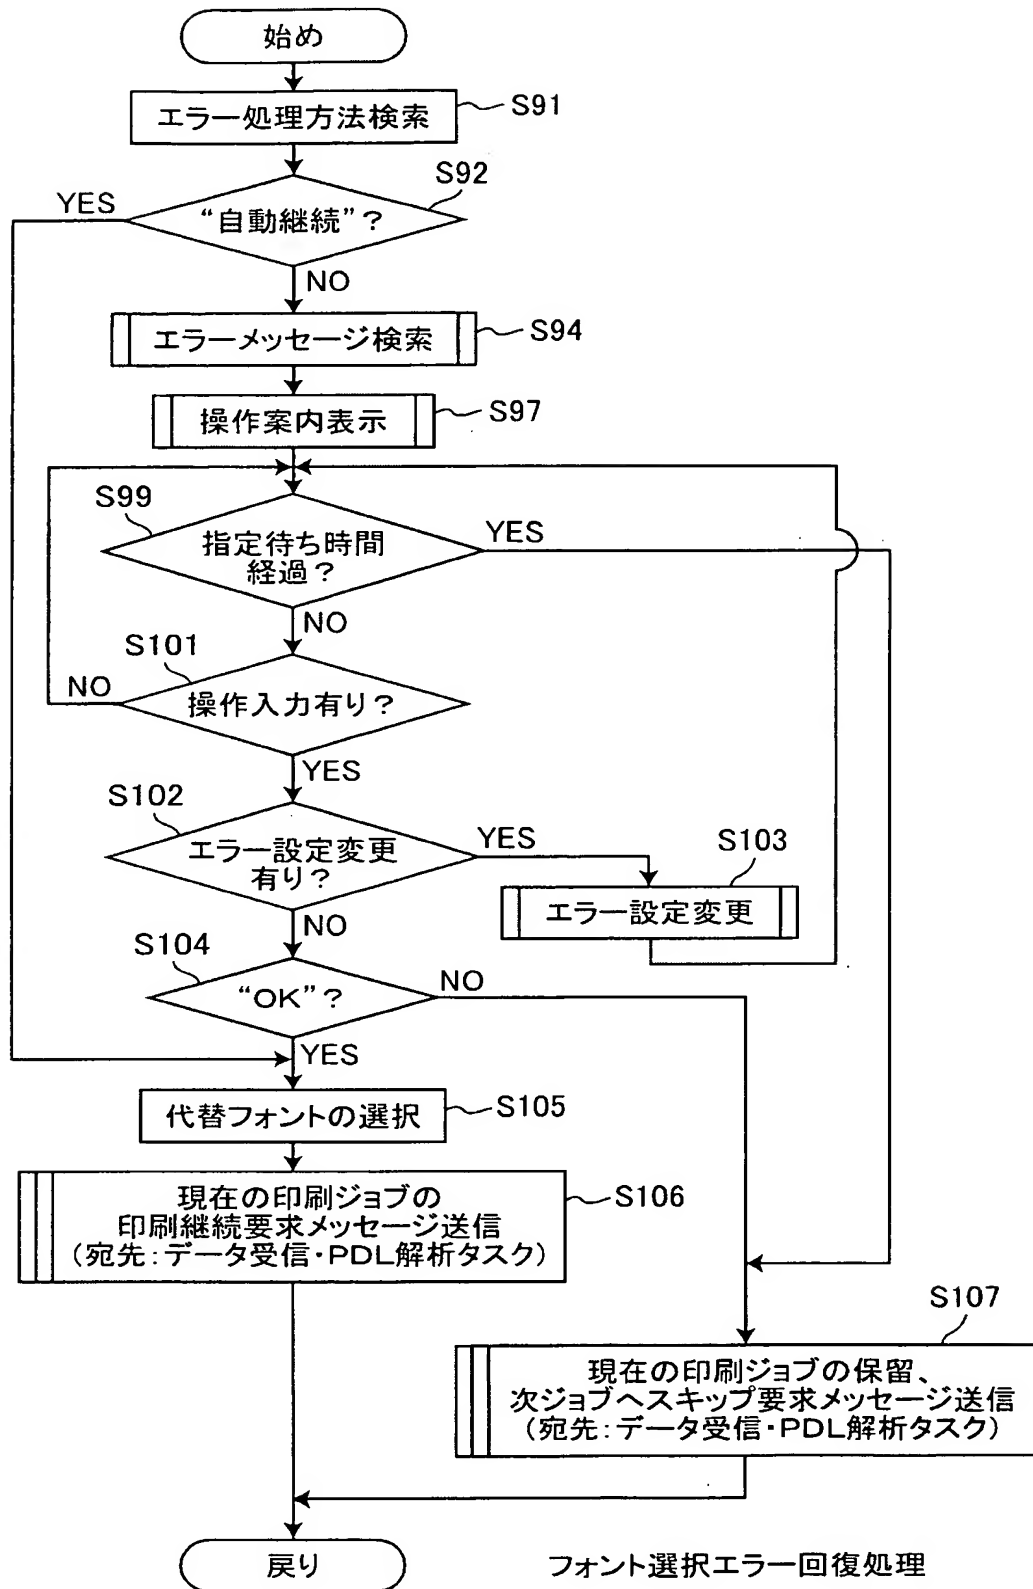 始め
エラー処理方法検索
S91
S92
YES
“自動継続”?
NO
エラーメッセージ検索
S94
操作案内表示
S97
S99
指定待ち時間
経過?
YES
NO
S101
NO
操作入力有り?
YES
S102
エラー設定変更
有り?
YES
S103
エラー設定変更
NO
S104
“OK”?
NO
YES
代替フォントの選択
S105
現在の印刷ジョブの
印刷継続要求メッセージ送信
(宛先:データ受信・PDL解析タスク)
S106
S107
現在の印刷ジョブの保留、
次ジョブへスキップ要求メッセージ送信
(宛先:データ受信・PDL解析タスク)
戻り
フォント選択エラー回復処理